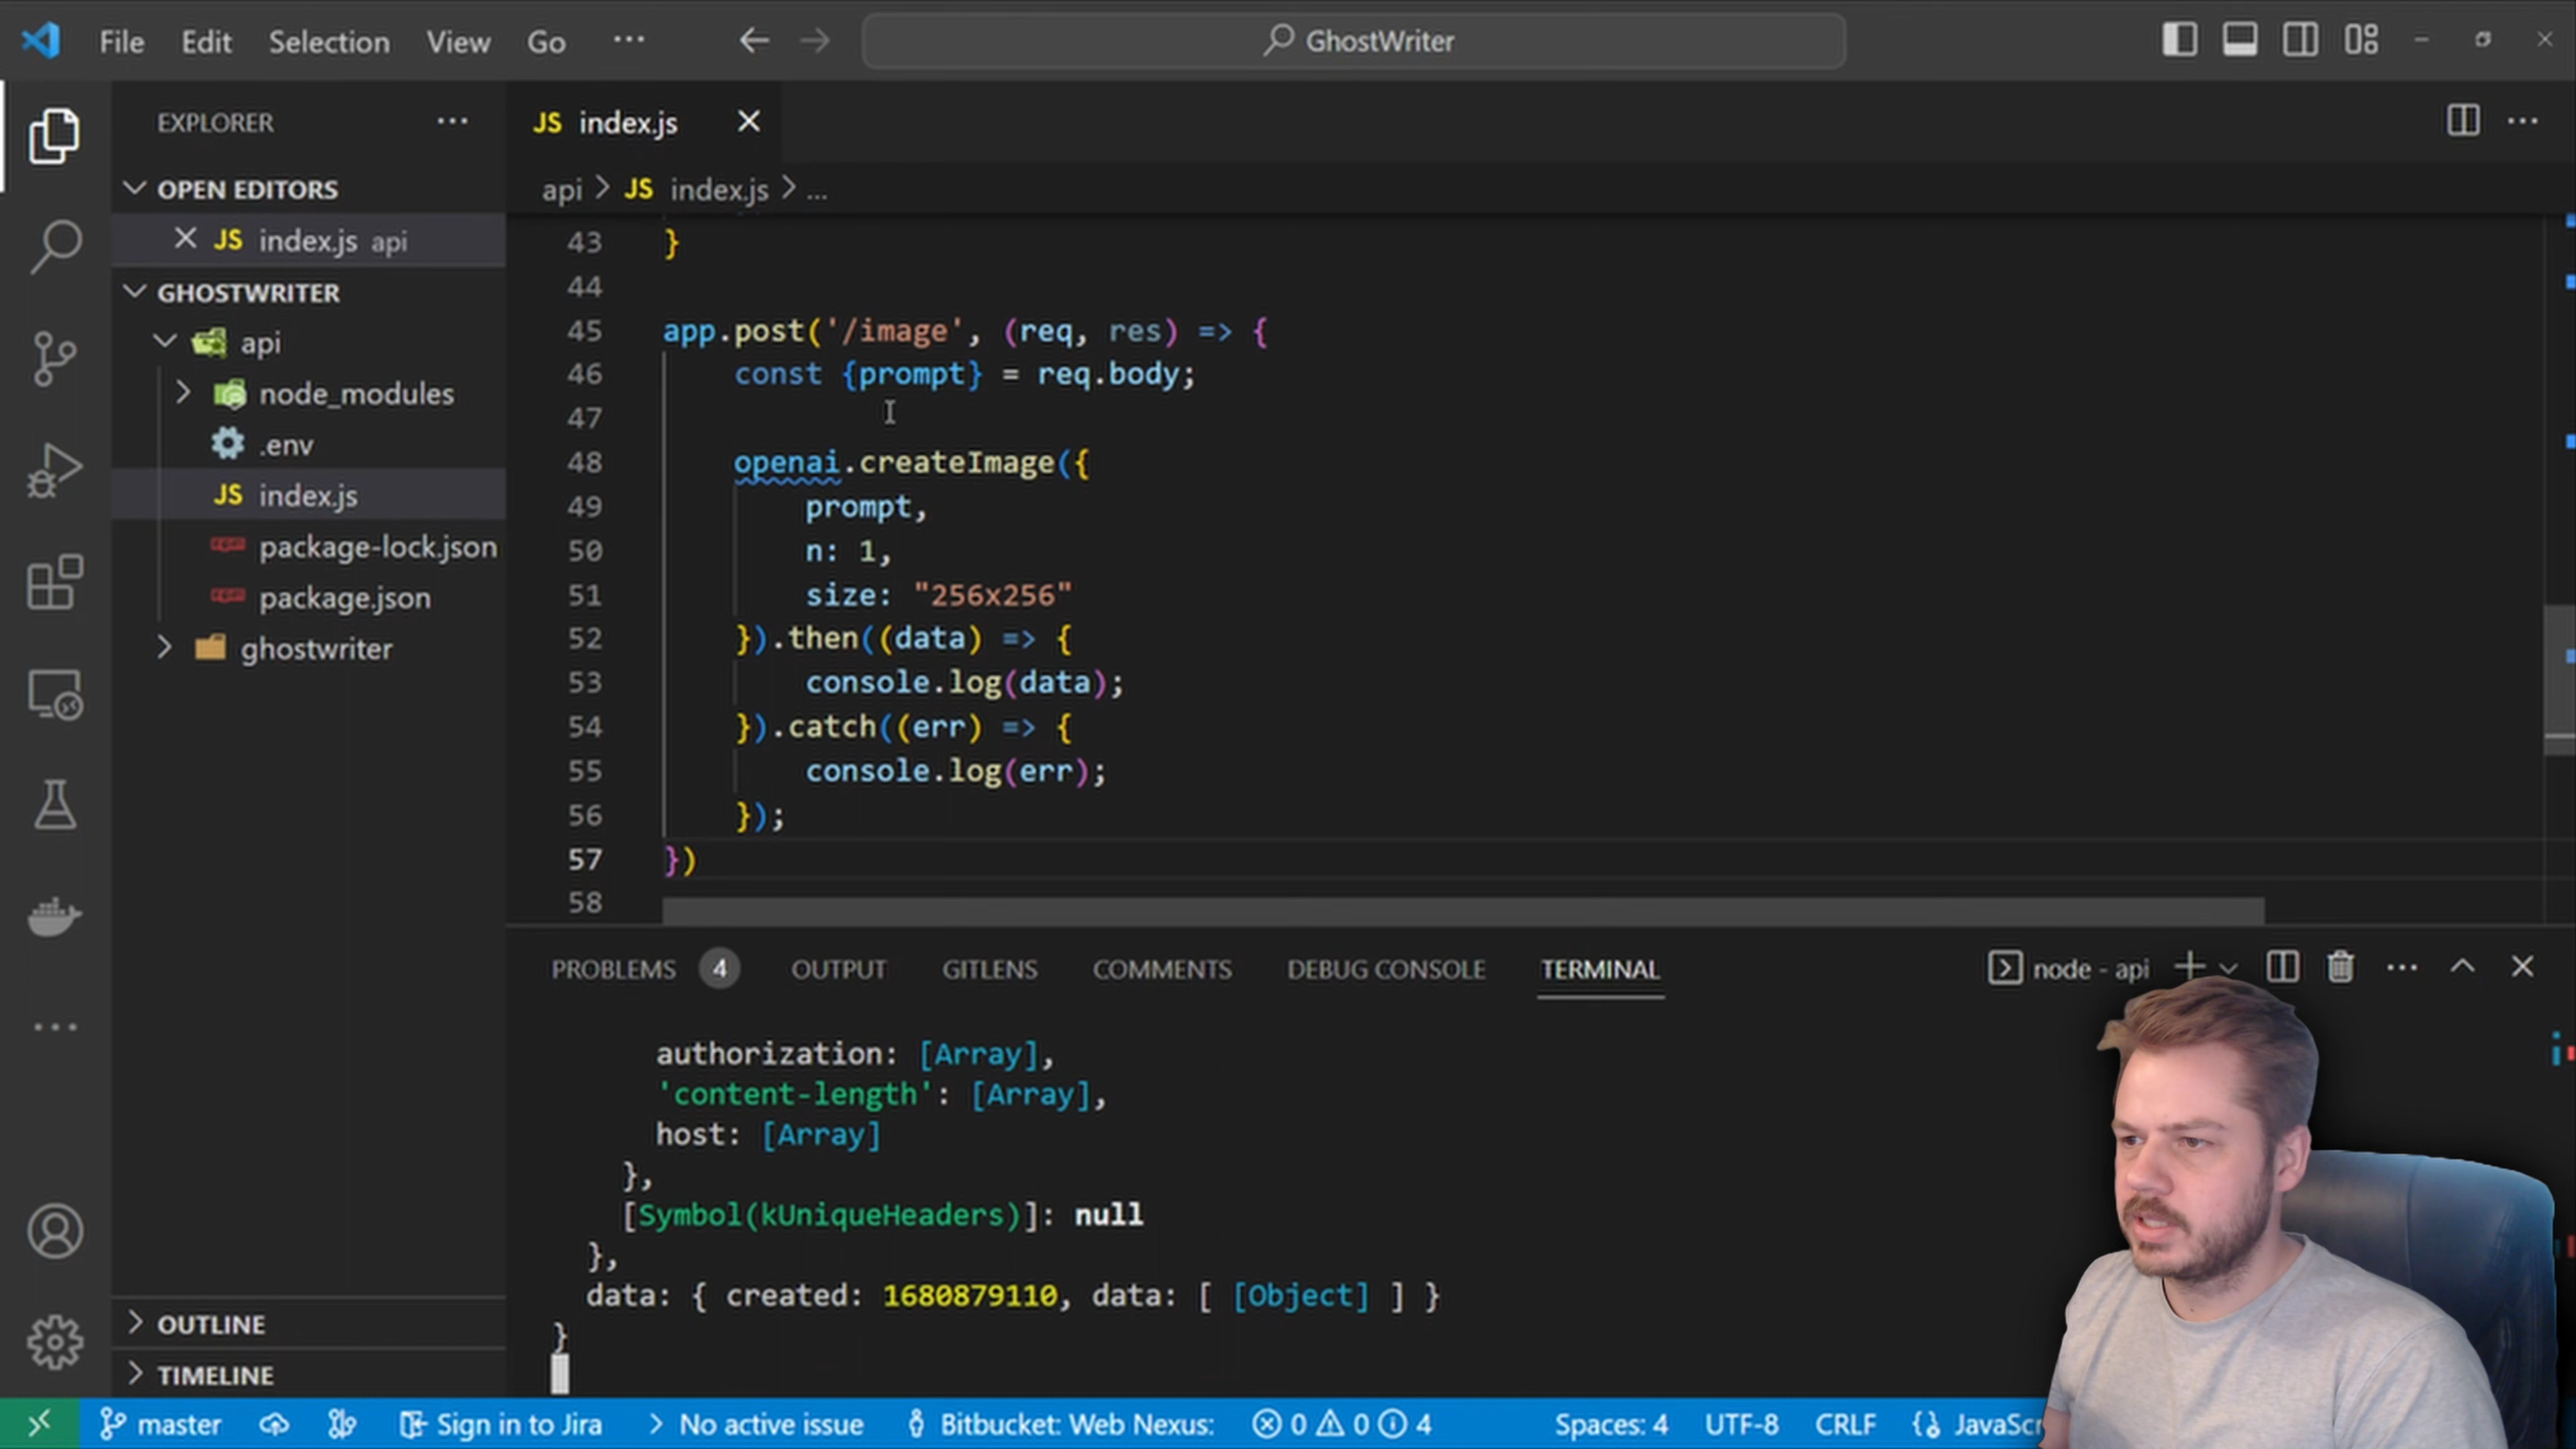 File Edit Selection View Go ··· GhostWriter
EXPLORER ···
JS index.js
OPEN EDITORS
JS index.js api
GHOSTWRITER
api
node_modules
.env
JS index.js
package-lock.json
package.json
ghostwriter
OUTLINE
TIMELINE
api > JS index.js > ...
43 }
44
45 app.post('/image', (req, res) => {
46 const {prompt} = req.body;
47
48 openai.createImage({
49 prompt,
50 n: 1,
51 size: "256x256"
52 }).then((data) => {
53 console.log(data);
54 }).catch((err) => {
55 console.log(err);
56 });
57 })
58
PROBLEMS 4 OUTPUT GITLENS COMMENTS DEBUG CONSOLE TERMINAL node - api
authorization: [Array],
'content-length': [Array],
host: [Array]
},
[Symbol(kUniqueHeaders)]: null
},
data: { created: 1680879110, data: [ [Object] ] }
}
master Sign in to Jira > No active issue Bitbucket: Web Nexus: 0 0 4 Spaces: 4 UTF-8 CRLF {} JavaScr